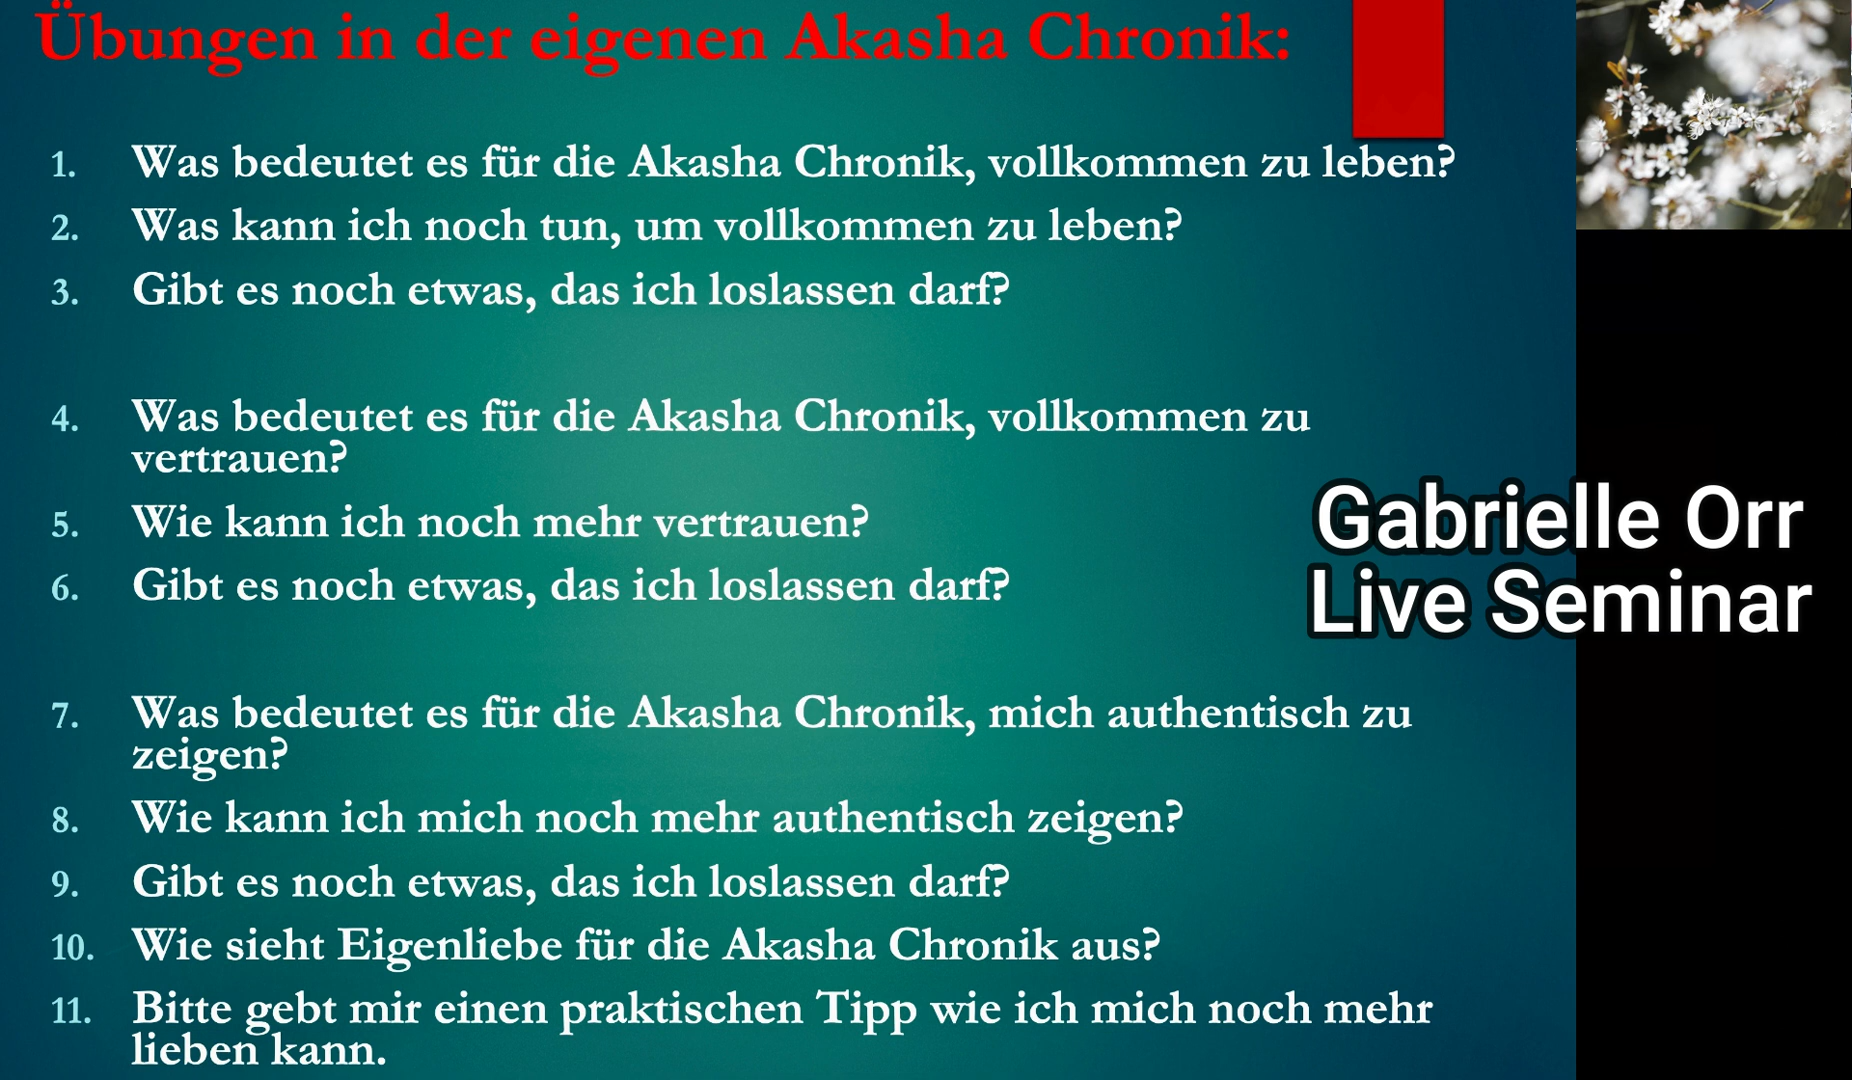 Übungen in der eigenen Akasha Chronik:
1. Was bedeutet es für die Akasha Chronik, vollkommen zu leben?
2. Was kann ich noch tun, um vollkommen zu leben?
3. Gibt es noch etwas, das ich loslassen darf?
4. Was bedeutet es für die Akasha Chronik, vollkommen zu
vertrauen?
5. Wie kann ich noch mehr vertrauen?
6. Gibt es noch etwas, das ich loslassen darf?
7. Was bedeutet es für die Akasha Chronik, mich authentisch zu
zeigen?
8. Wie kann ich mich noch mehr authentisch zeigen?
9. Gibt es noch etwas, das ich loslassen darf?
10. Wie sieht Eigenliebe für die Akasha Chronik aus?
11. Bitte gebt mir einen praktischen Tipp wie ich mich noch mehr
lieben kann.
Gabrielle Orr
Live Seminar